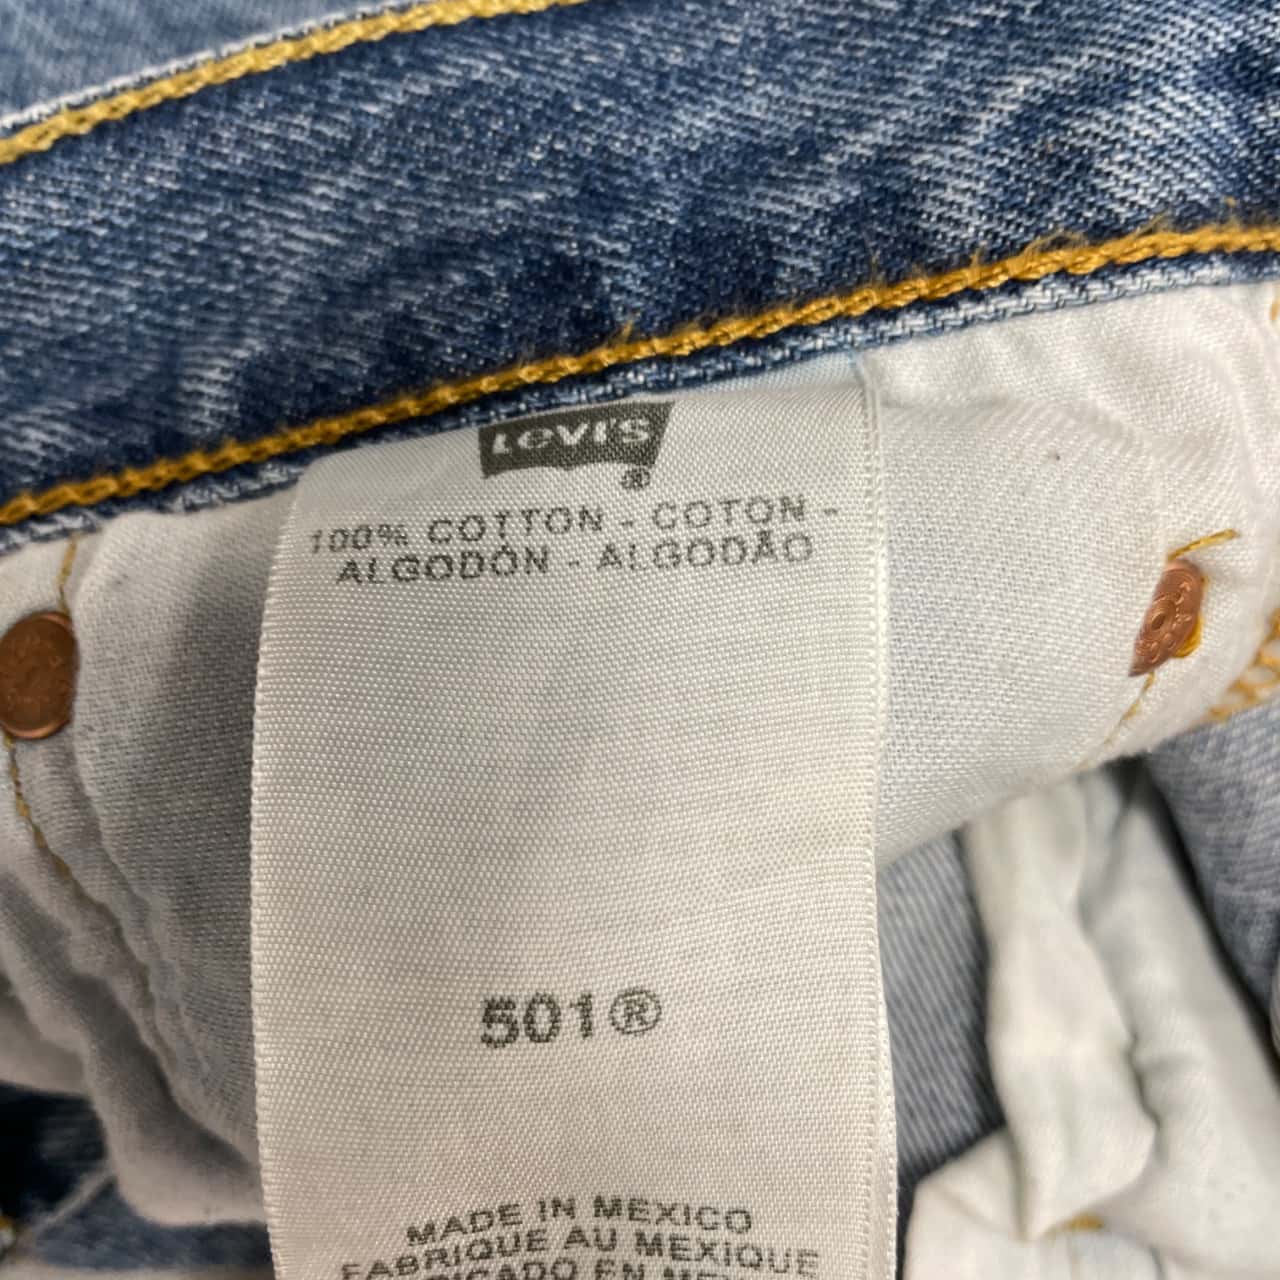 LEVI'S
®
100% COTTON - COTON -
ALGODÓN - ALGODÃO
501®
MADE IN MEXICO
FABRIQUE AU MEXIQUE